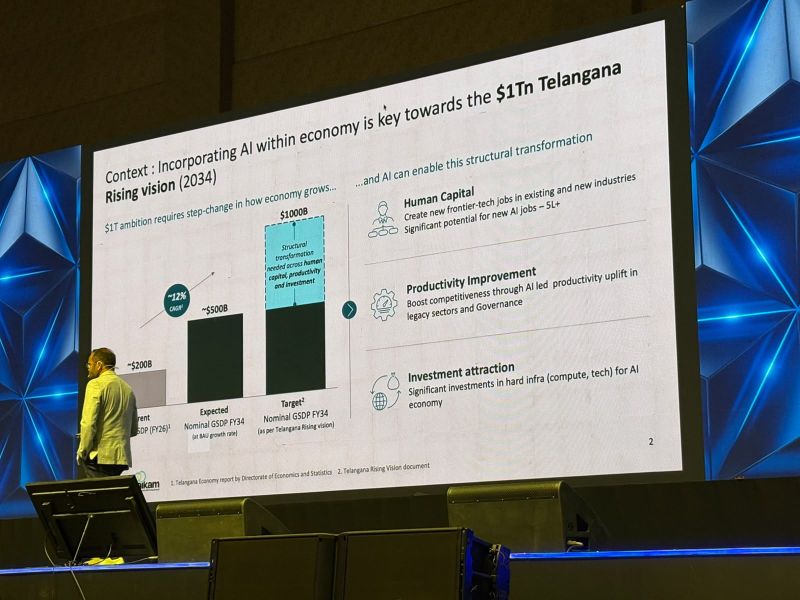 Context : Incorporating AI within economy is key towards the $1Tn Telangana
Rising vision (2034)
$1T ambition requires step-change in how economy grows...
~12%
CAGR¹
~$200B
~$500B
$1000B
Structural
transformation
needed across human
capital, productivity
and investment
rent
SDP (FY26)¹
Expected
Nominal GSDP FY34
(at BAU growth rate)
Target²
Nominal GSDP FY34
(as per Telangana Rising vision)
...and AI can enable this structural transformation
Human Capital
Create new frontier-tech jobs in existing and new industries
Significant potential for new AI jobs – 5L+
Productivity Improvement
Boost competitiveness through AI led productivity uplift in
legacy sectors and Governance
Investment attraction
Significant investments in hard infra (compute, tech) for AI
economy
2
aikam
1. Telangana Economy report by Directorate of Economics and Statistics 2. Telangana Rising Vision document